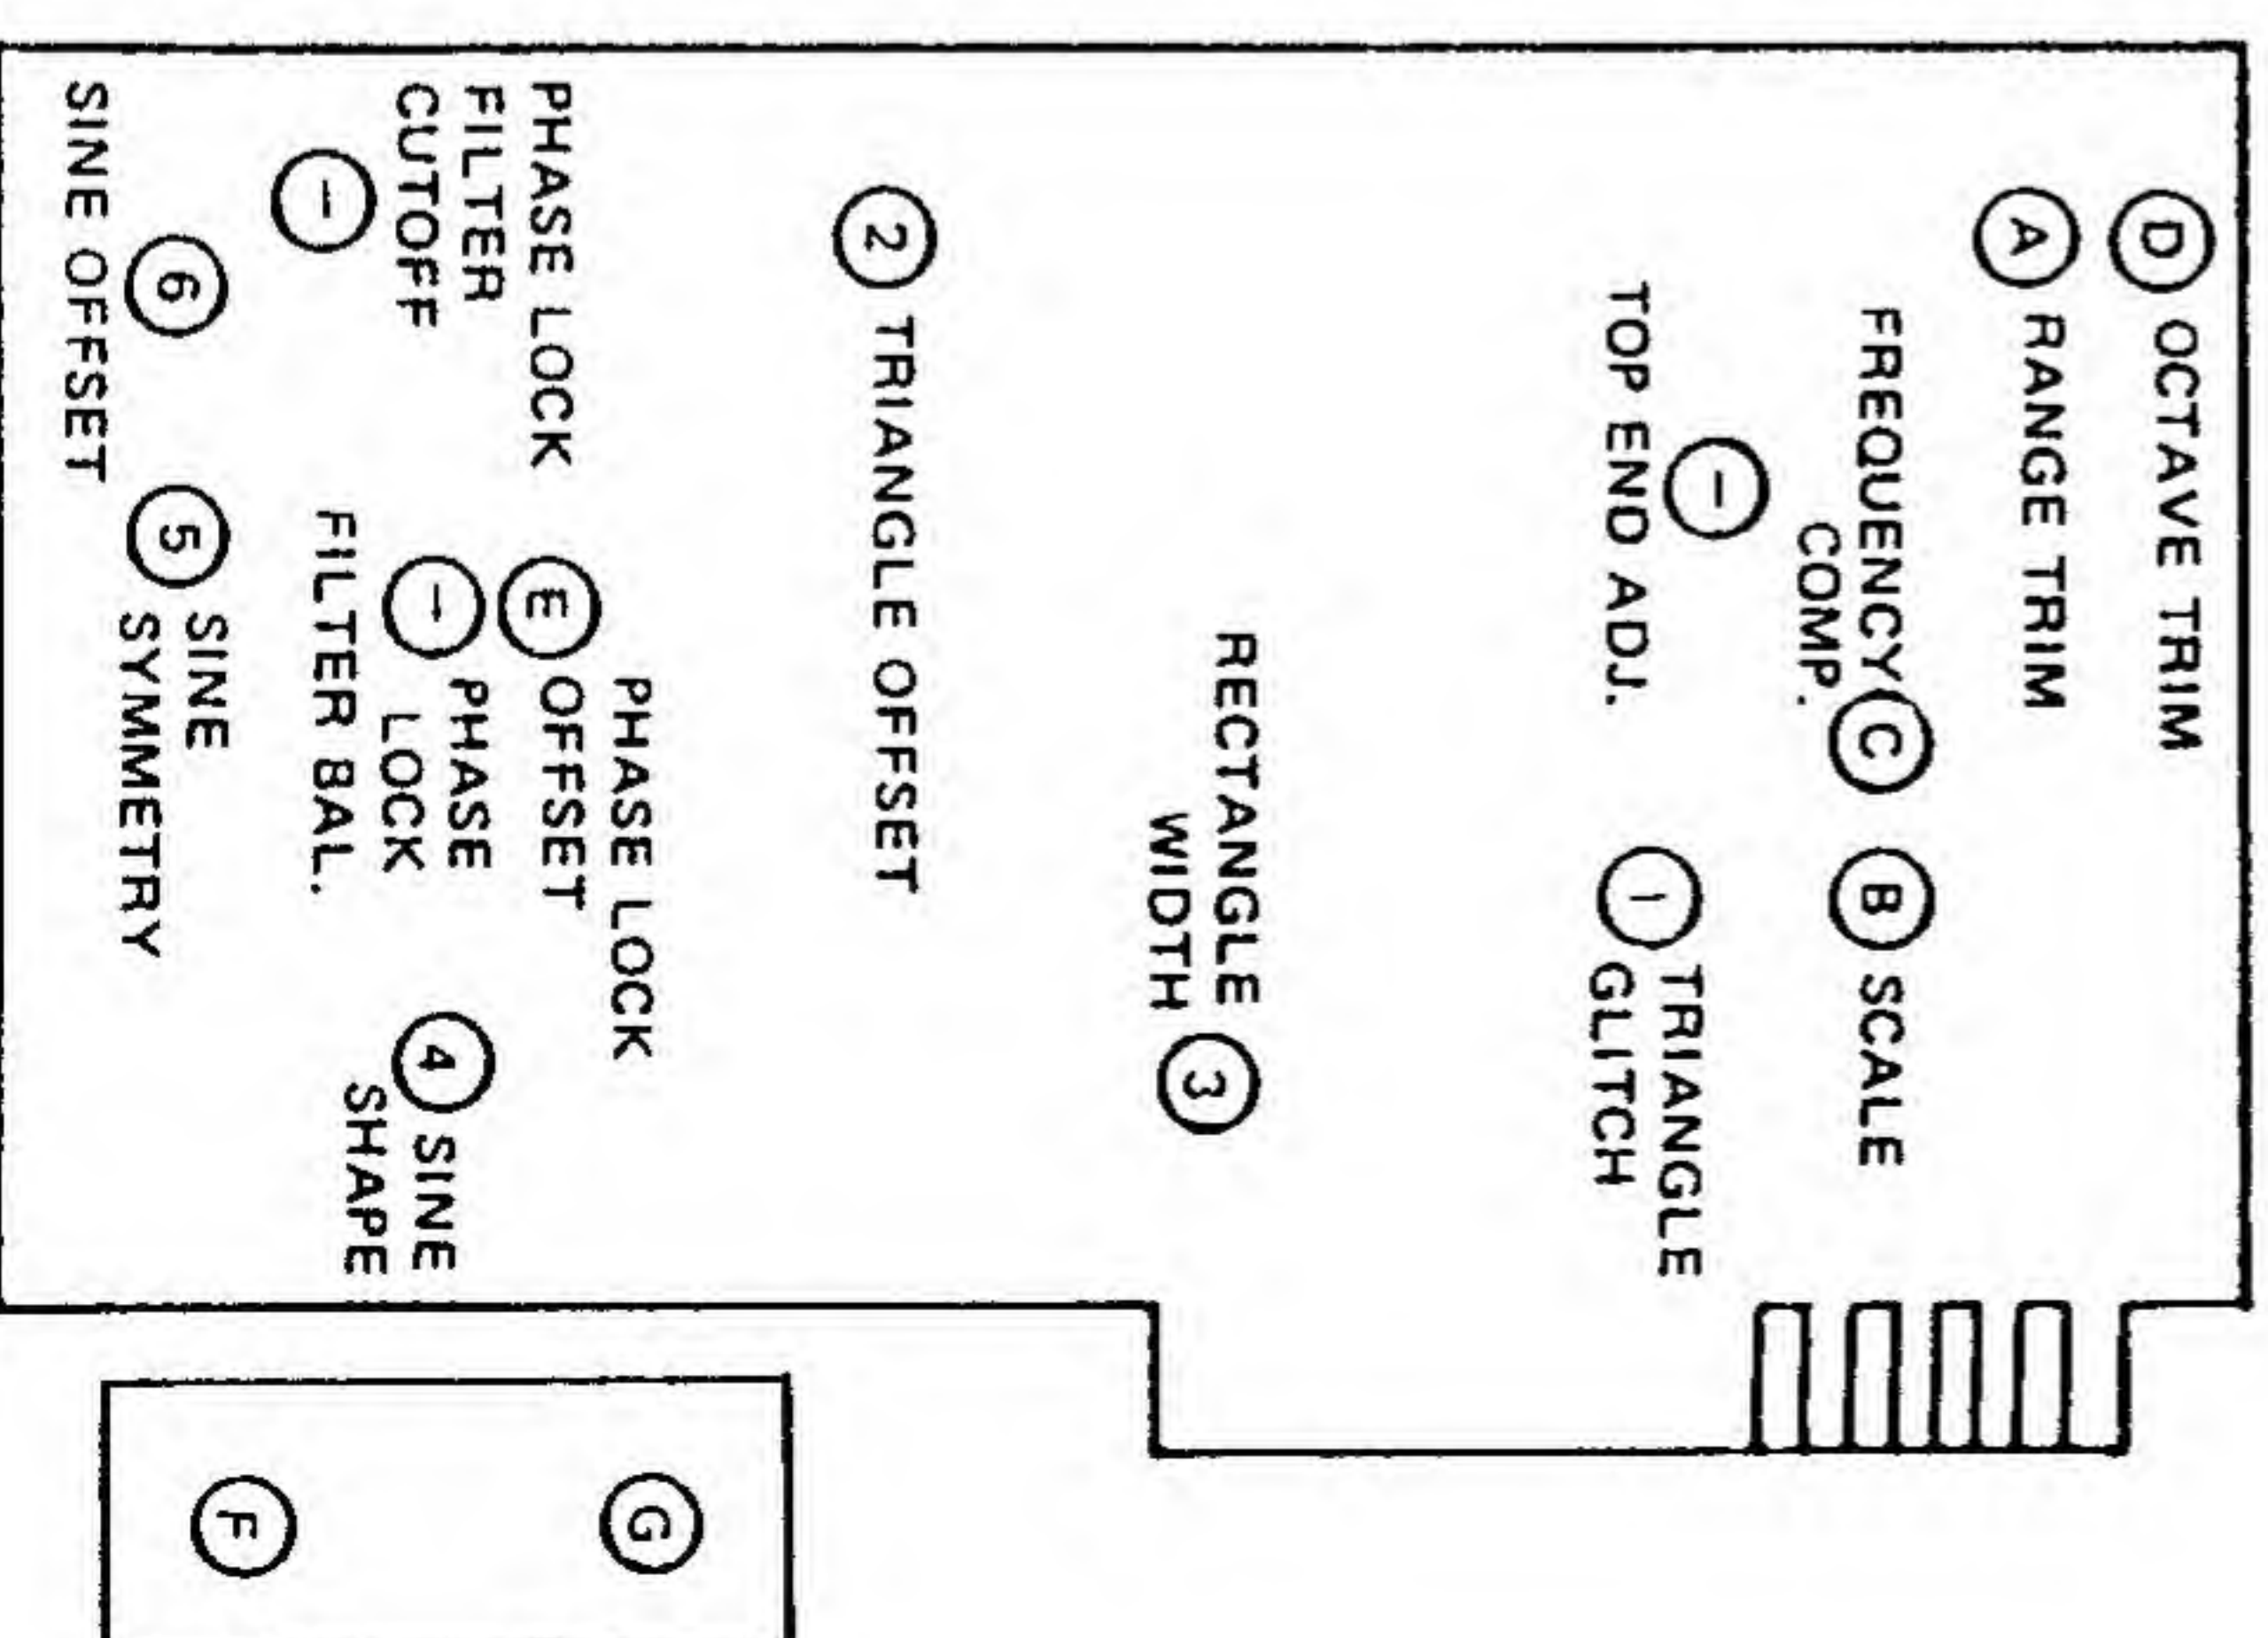 D OCTAVE TRIM
A RANGE TRIM
FREQUENCY C
COMP.
B SCALE
–
TOP END ADJ.
1 TRIANGLE
GLITCH
RECTANGLE
WIDTH 3
2 TRIANGLE OFFSET
PHASE LOCK
FILTER
CUTOFF
–
PHASE LOCK
E OFFSET
– PHASE
LOCK
FILTER BAL.
4 SINE
SHAPE
6
SINE OFFSET
5 SINE
SYMMETRY
G
F